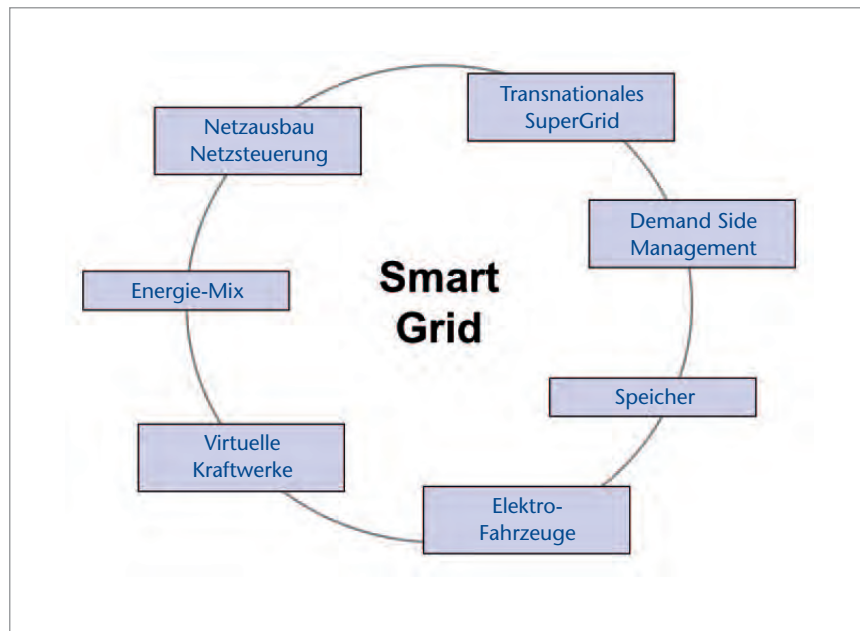 Transnationales
SuperGrid
Netzausbau
Netzsteuerung
Demand Side
Management
Smart
Grid
Energie-Mix
Speicher
Virtuelle
Kraftwerke
Elektro-
Fahrzeuge